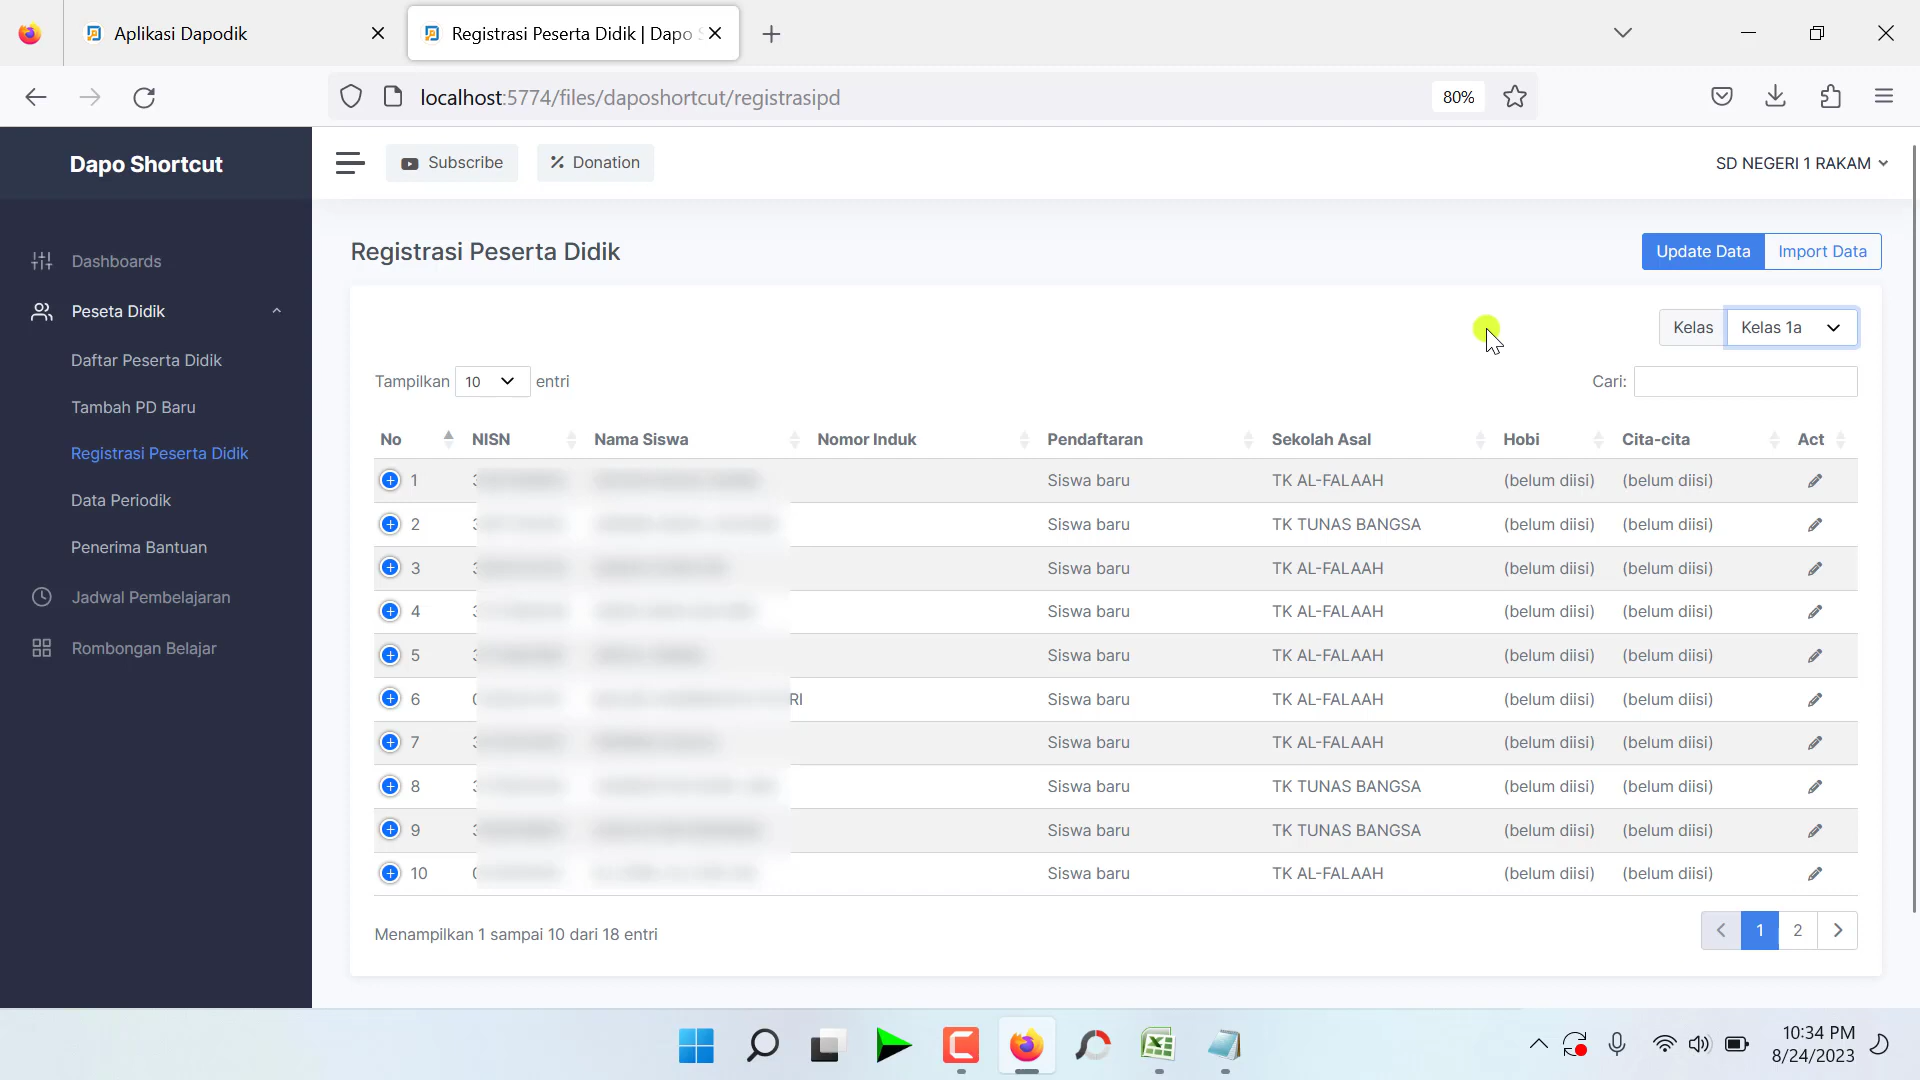 Aplikasi Dapodik
Registrasi Peserta Didik | Dapo
localhost:5774/files/daposhortcut/registrasipd
80%
Dapo Shortcut
Subscribe
Donation
SD NEGERI 1 RAKAM
Dashboards
Peseta Didik
Daftar Peserta Didik
Tambah PD Baru
Registrasi Peserta Didik
Data Periodik
Penerima Bantuan
Jadwal Pembelajaran
Rombongan Belajar
Registrasi Peserta Didik
Update Data
Import Data
Kelas
Kelas 1a
Tampilkan 10 entri
Cari:
No NISN Nama Siswa Nomor Induk Pendaftaran Sekolah Asal Hobi Cita-cita Act
1 Siswa baru TK AL-FALAAH (belum diisi) (belum diisi)
2 Siswa baru TK TUNAS BANGSA (belum diisi) (belum diisi)
3 Siswa baru TK AL-FALAAH (belum diisi) (belum diisi)
4 Siswa baru TK AL-FALAAH (belum diisi) (belum diisi)
5 Siswa baru TK AL-FALAAH (belum diisi) (belum diisi)
6 Siswa baru TK AL-FALAAH (belum diisi) (belum diisi)
7 Siswa baru TK AL-FALAAH (belum diisi) (belum diisi)
8 Siswa baru TK TUNAS BANGSA (belum diisi) (belum diisi)
9 Siswa baru TK TUNAS BANGSA (belum diisi) (belum diisi)
10 Siswa baru TK AL-FALAAH (belum diisi) (belum diisi)
Menampilkan 1 sampai 10 dari 18 entri
1 2
10:34 PM
8/24/2023